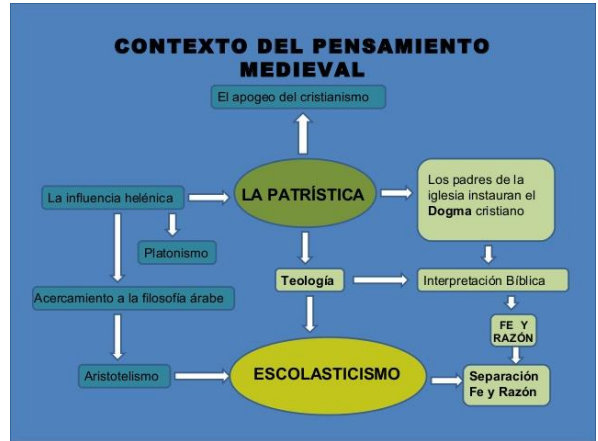 CONTEXTO DEL PENSAMIENTO
MEDIEVAL
El apogeo del cristianismo
La influencia helénica
LA PATRÍSTICA
Los padres de la
iglesia instauran el
Dogma cristiano
Platonismo
Teología
Interpretación Bíblica
Acercamiento a la filosofía árabe
FE Y
RAZÓN
Aristotelismo
ESCOLASTICISMO
Separación
Fe y Razón